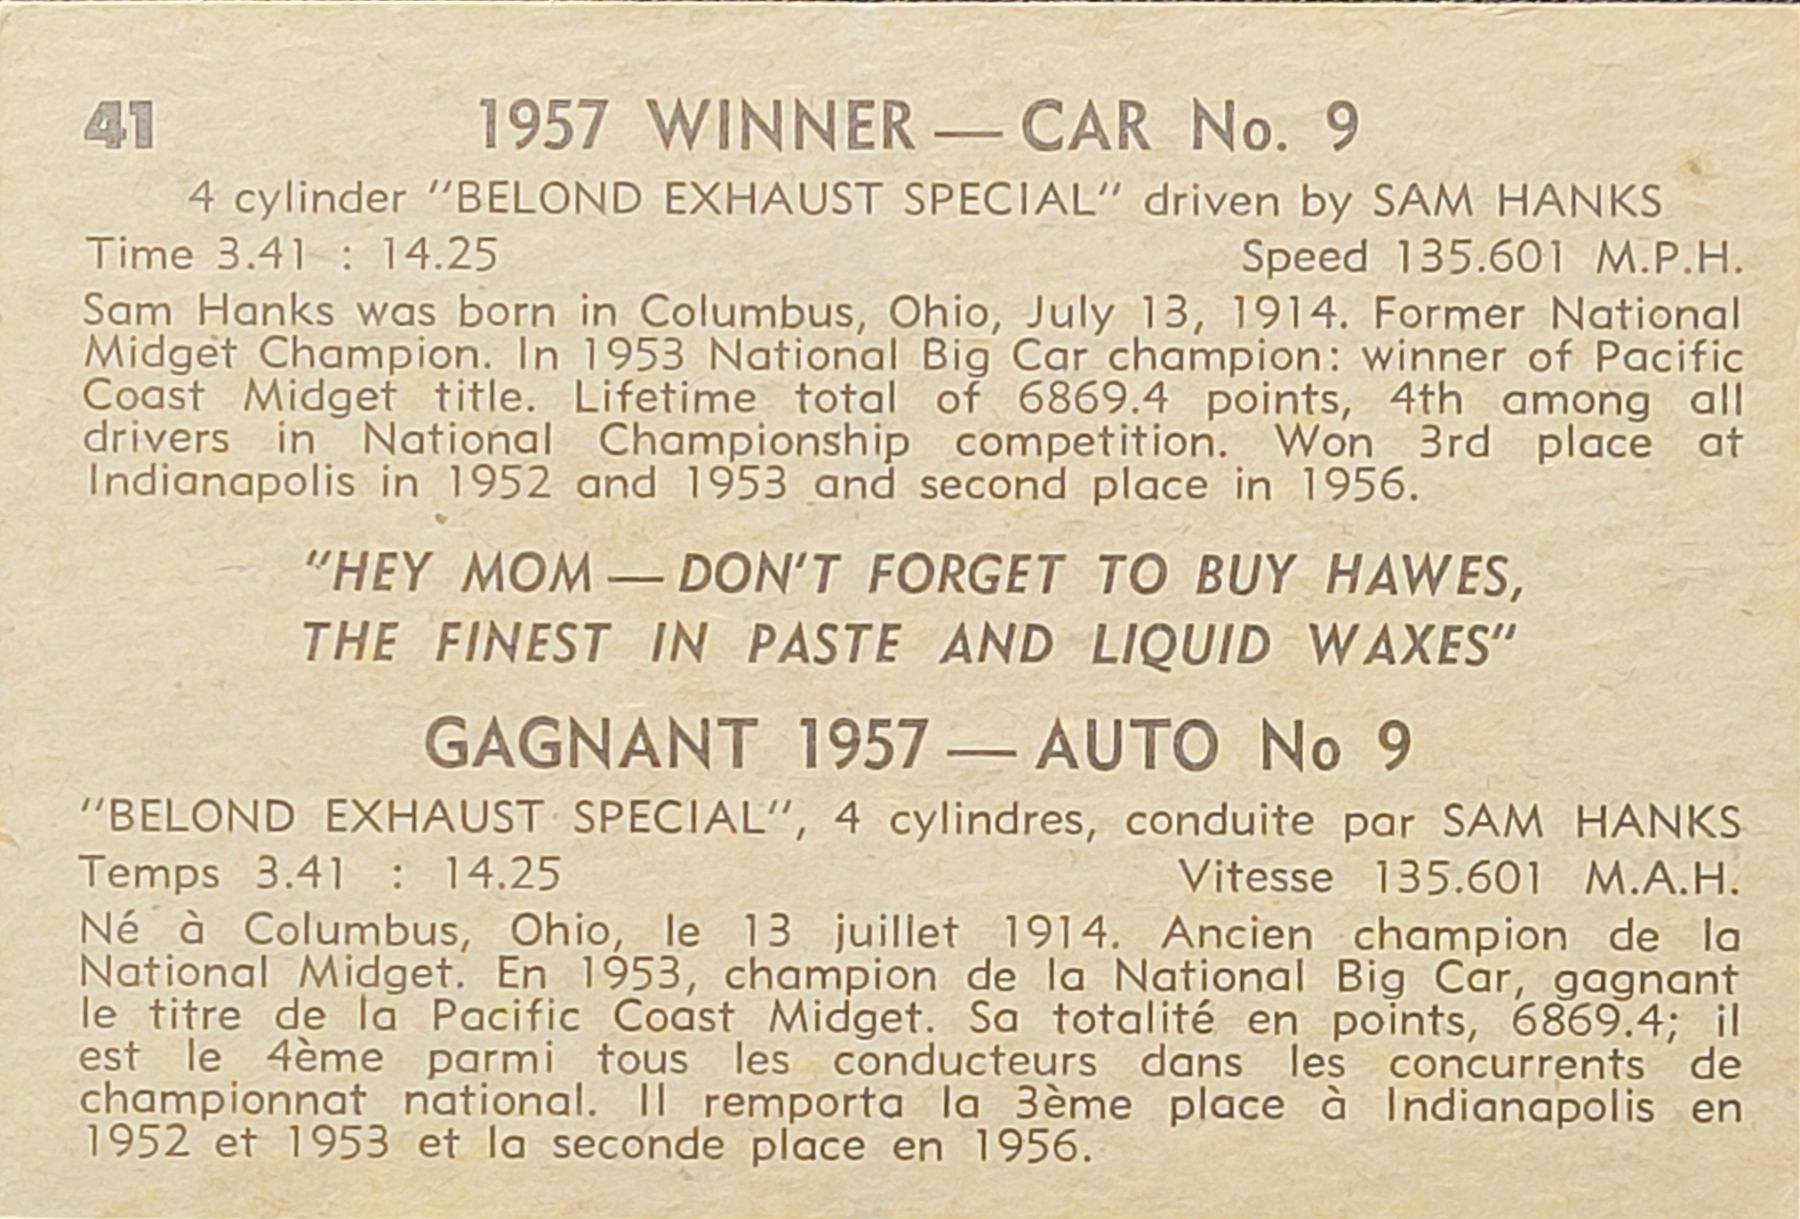 41 1957 WINNER — CAR No. 9
4 cylinder "BELOND EXHAUST SPECIAL" driven by SAM HANKS
Time 3.41 : 14.25 Speed 135.601 M.P.H.
Sam Hanks was born in Columbus, Ohio, July 13, 1914. Former National
Midget Champion. In 1953 National Big Car champion: winner of Pacific
Coast Midget title. Lifetime total of 6869.4 points, 4th among all
drivers in National Championship competition. Won 3rd place at
Indianapolis in 1952 and 1953 and second place in 1956.
"HEY MOM — DON'T FORGET TO BUY HAWES,
THE FINEST IN PASTE AND LIQUID WAXES"
GAGNANT 1957 — AUTO No 9
"BELOND EXHAUST SPECIAL", 4 cylindres, conduite par SAM HANKS
Temps 3.41 : 14.25 Vitesse 135.601 M.A.H.
Né à Columbus, Ohio, le 13 juillet 1914. Ancien champion de la
National Midget. En 1953, champion de la National Big Car, gagnant
le titre de la Pacific Coast Midget. Sa totalité en points, 6869.4; il
est le 4ème parmi tous les conducteurs dans les concurrents de
championnat national. Il remporta la 3ème place à Indianapolis en
1952 et 1953 et la seconde place en 1956.